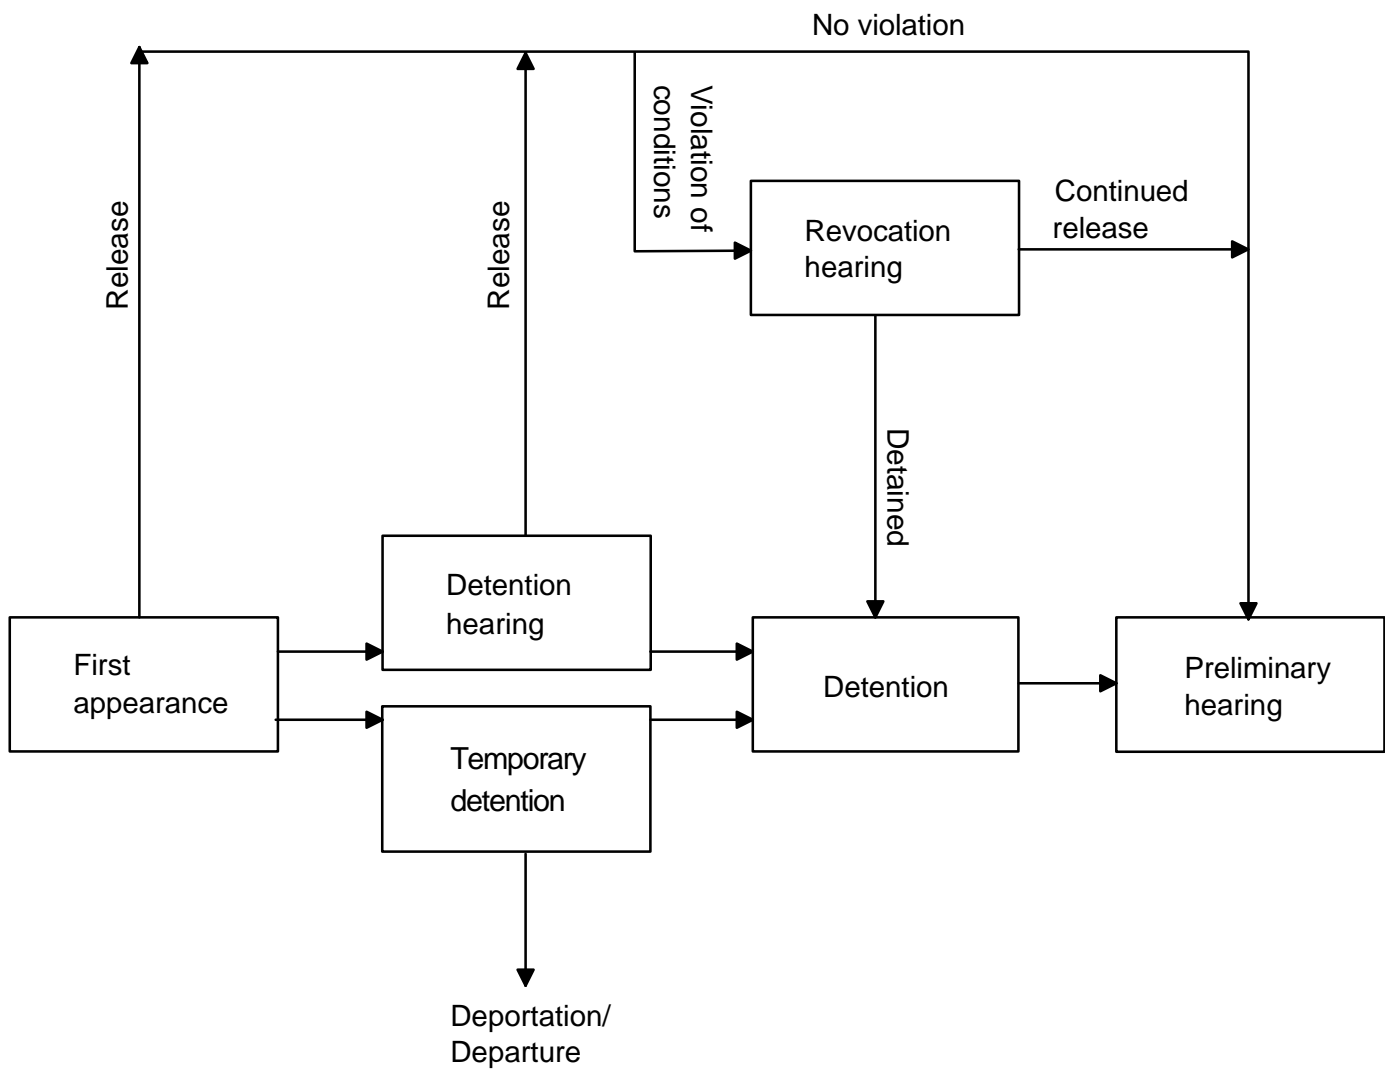 No violation
Violation of
conditions
Continued
release
Revocation
hearing
Release
Release
Detained
Detention
hearing
First
appearance
Detention
Preliminary
hearing
Temporary
detention
Deportation/
Departure